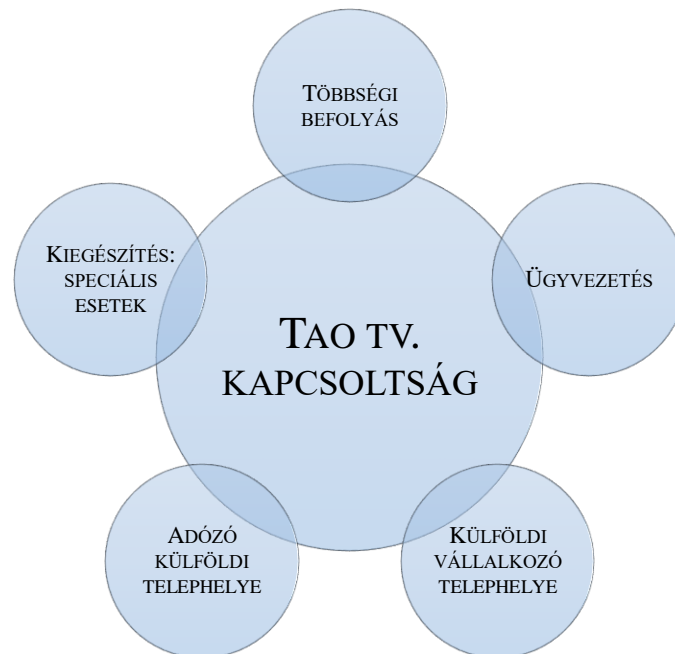 TÖBBSÉGI
BEFOLYÁS
KIEGÉSZÍTÉS:
SPECIÁLIS
ESETEK
ÜGYVEZETÉS
TAO TV.
KAPCSOLTSÁG
ADÓZÓ
KÜLFÖLDI
TELEPHELYE
KÜLFÖLDI
VÁLLALKOZÓ
TELEPHELYE